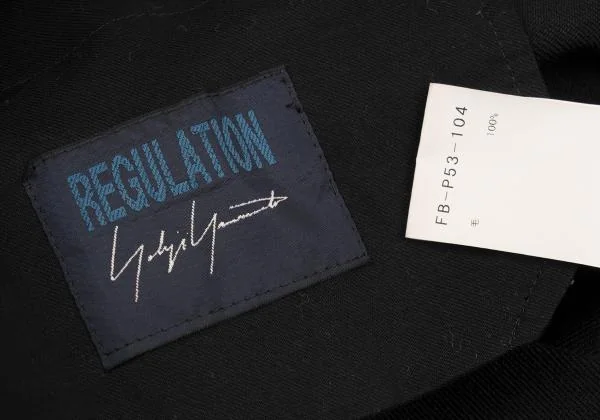 REGULATION
Yohji Yamamoto
FB-P53-104
毛 100%